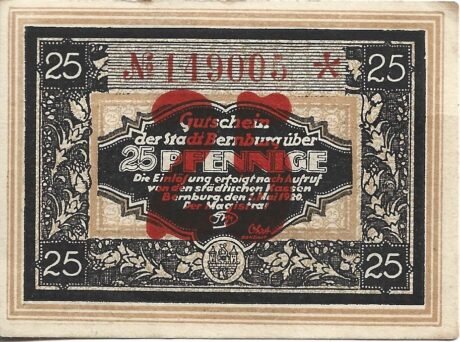 25 № 149005 * 25
Gutschein
der Stadt Bernburg über
25 PFENNIGE
Die Einlösung erfolgt nach Aufruf
von den städtischen Kassen
Bernburg, den Mai 1920.
Der Magistrat
25 25